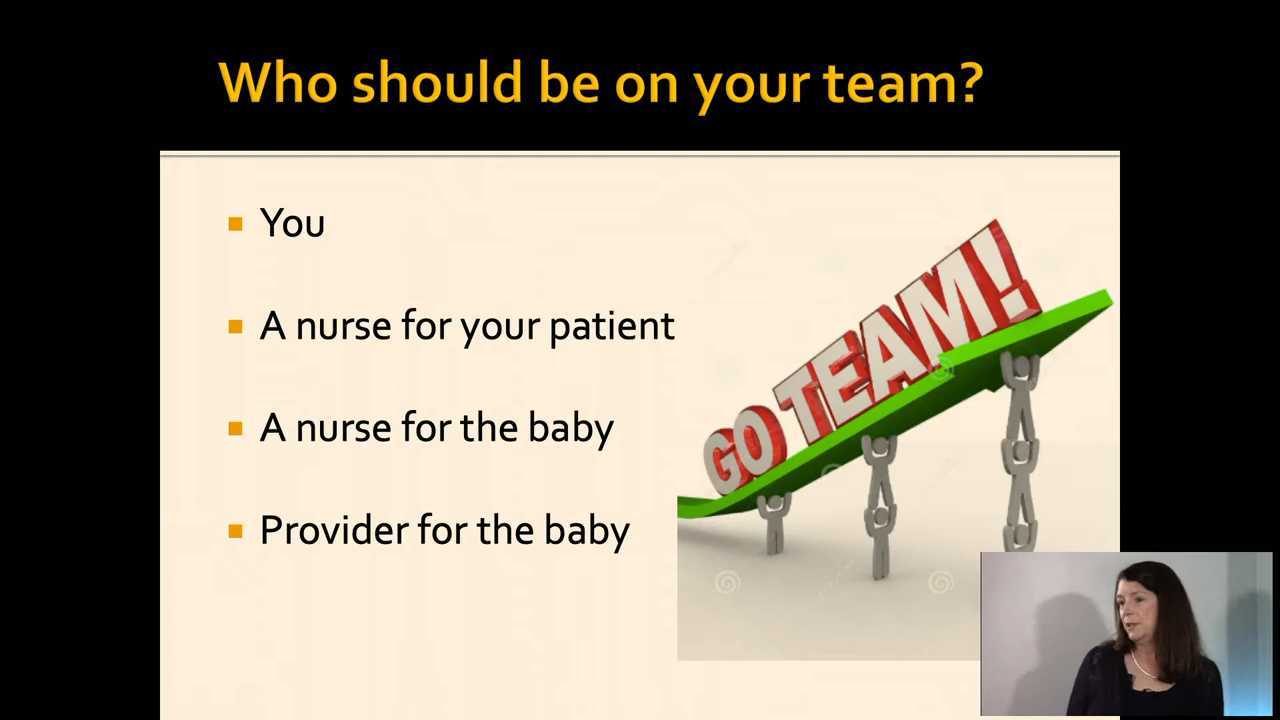 Who should be on your team?
You
A nurse for your patient
A nurse for the baby
Provider for the baby
GO TEAM!